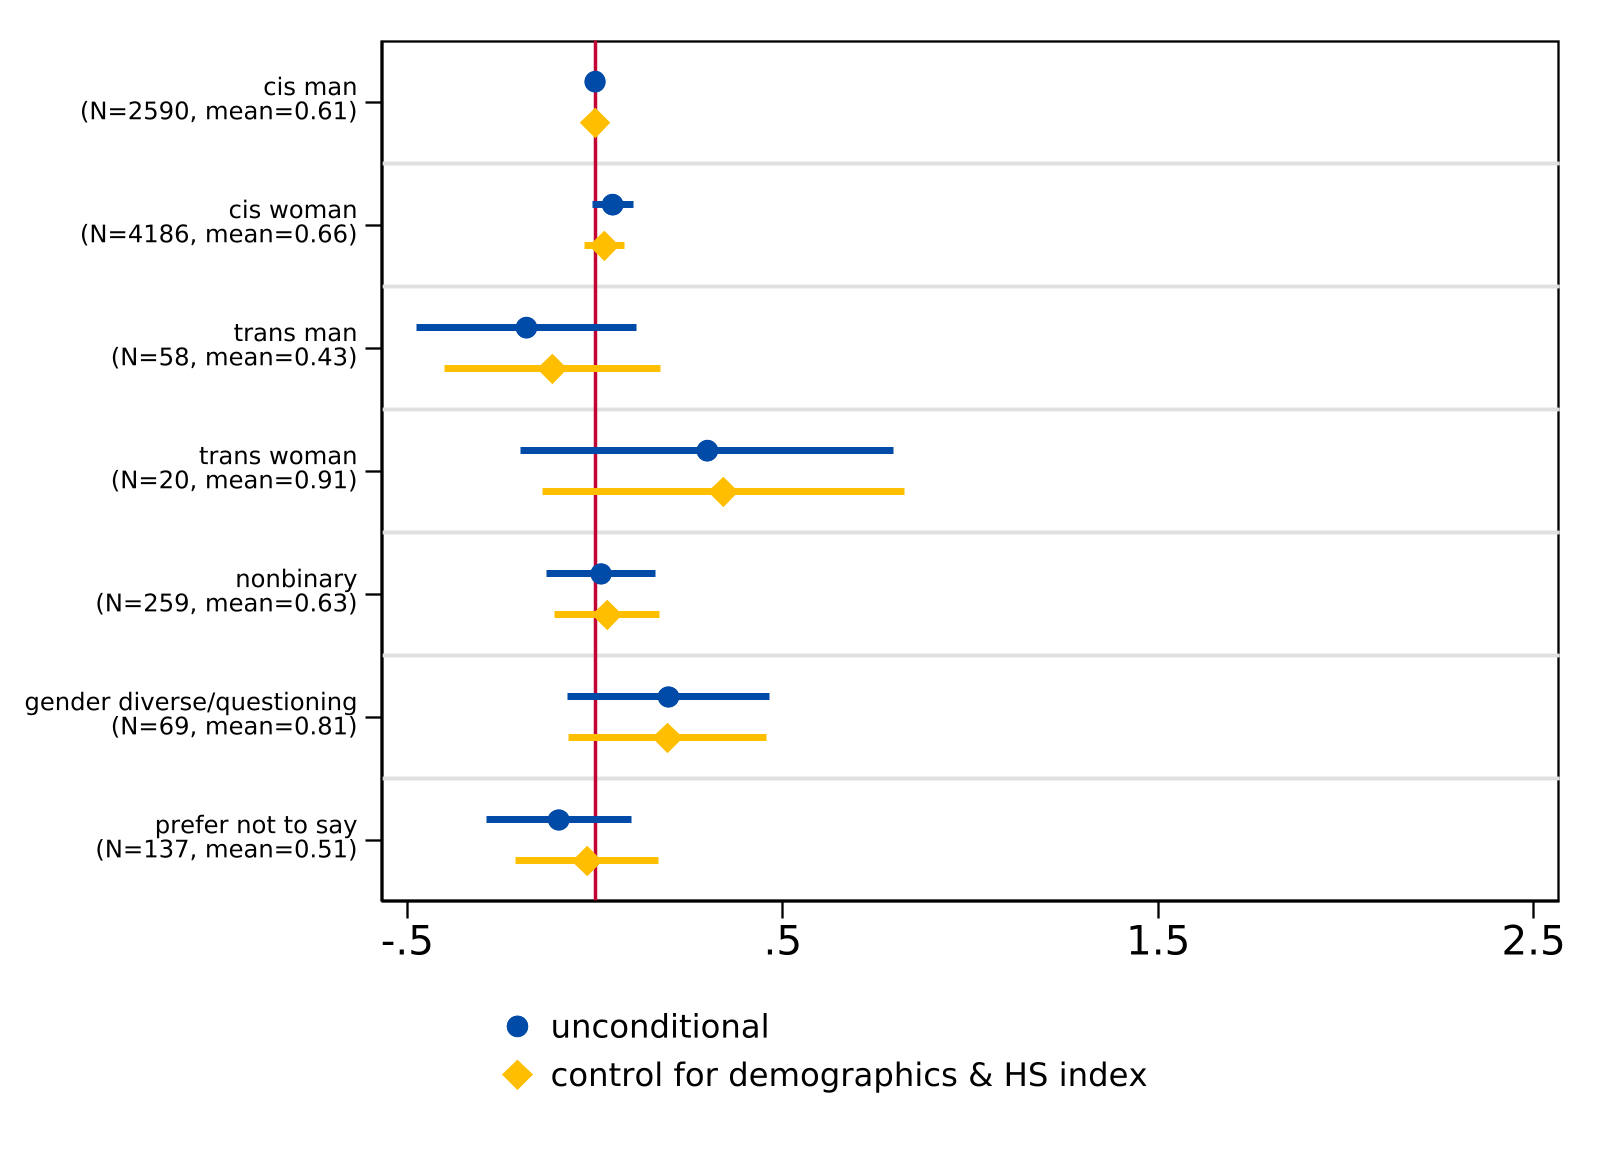 cis man
(N=2590, mean=0.61)
cis woman
(N=4186, mean=0.66)
trans man
(N=58, mean=0.43)
trans woman
(N=20, mean=0.91)
nonbinary
(N=259, mean=0.63)
gender diverse/questioning
(N=69, mean=0.81)
prefer not to say
(N=137, mean=0.51)
-.5 .5 1.5 2.5
unconditional
control for demographics & HS index